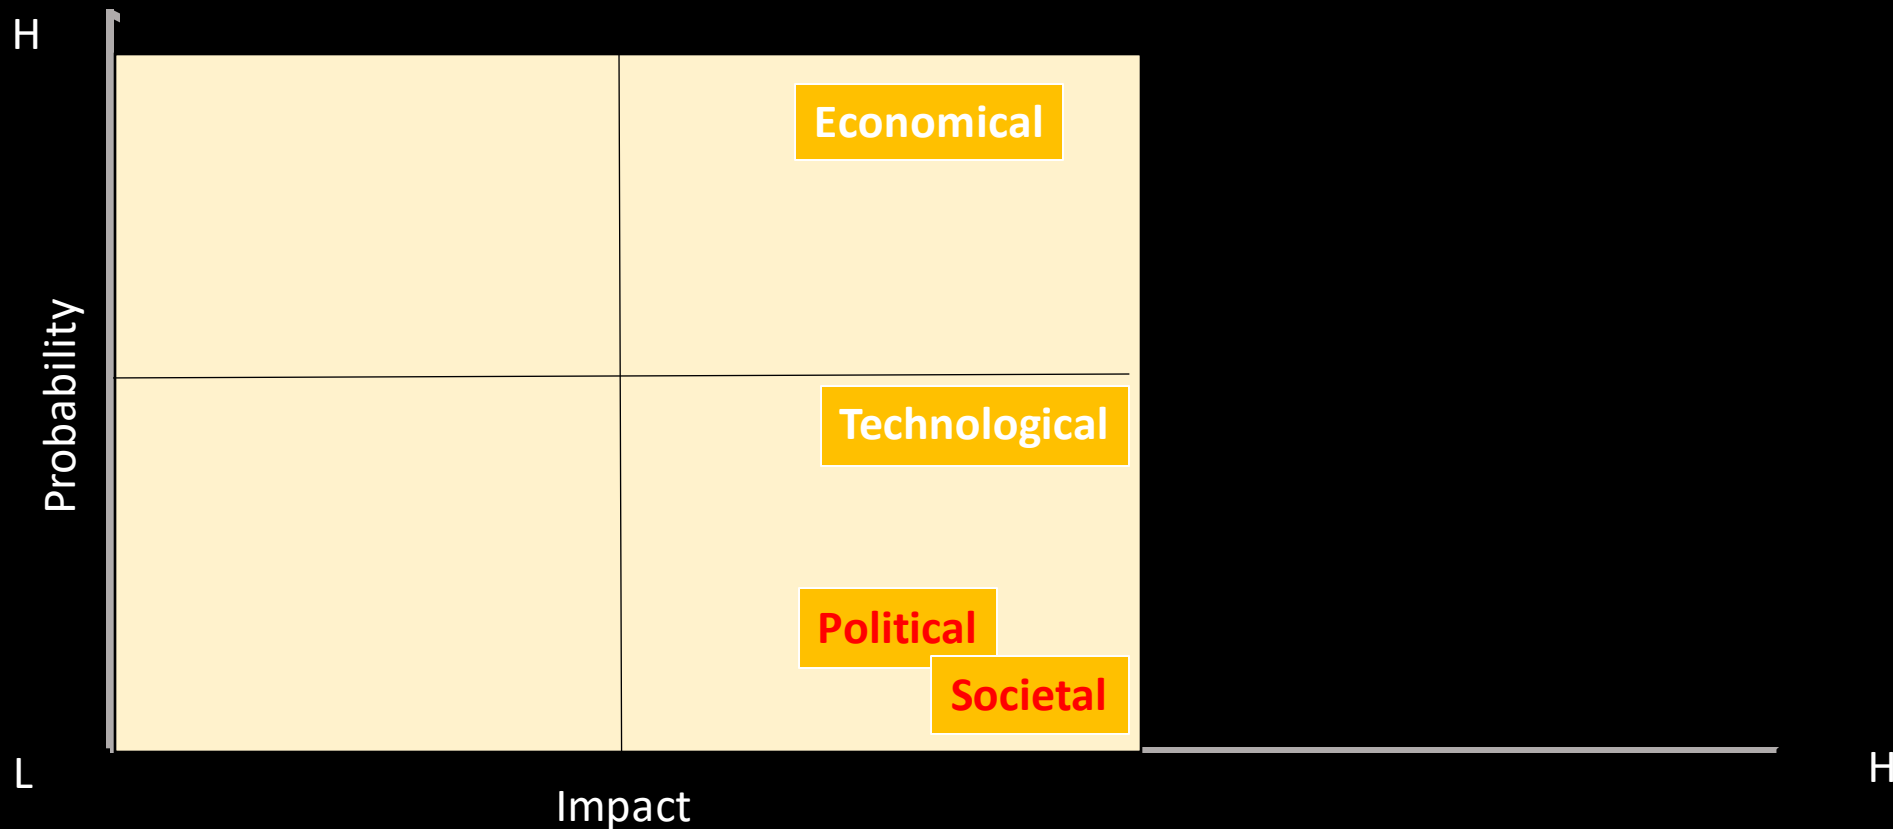 H
Economical
Probability
Technological
Political
Societal
L
H
Impact